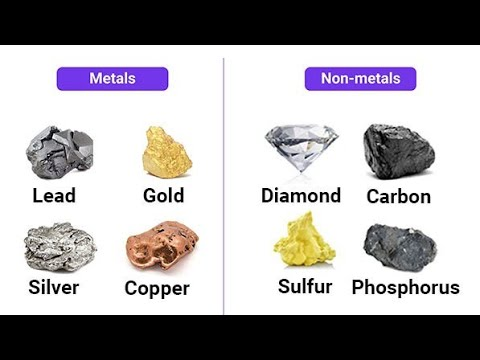 Metals
Non-metals
Lead
Gold
Diamond
Carbon
Silver
Copper
Sulfur
Phosphorus